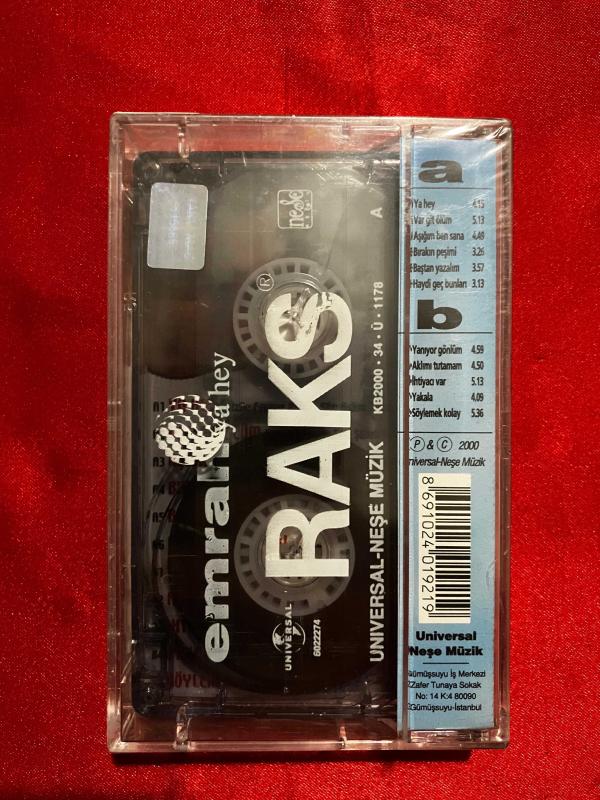 emrah
ya hey
RAKS®
UNIVERSAL-NEŞE MÜZİK
KB2000 · 34 · Ü · 1178
A
neşe
UNIVERSAL
6022274
a
Ya hey 4.15
Var git ölüm 5.13
Aşığım ben sana 4.49
Bırakın peşimi 3.26
Baştan yazalım 3.57
Haydi geç bunları 3.13
b
Yanıyor gönlüm 4.59
Aklımı tutamam 4.50
İhtiyacı var 5.13
Yakala 4.09
Söylemek kolay 5.36
Ⓟ & Ⓒ 2000
Universal-Neşe Müzik
8 691024 019219
Universal
Neşe Müzik
Gümüşsuyu İş Merkezi
Zafer Tunaya Sokak
No: 14 K:4 80090
Gümüşsuyu-İstanbul